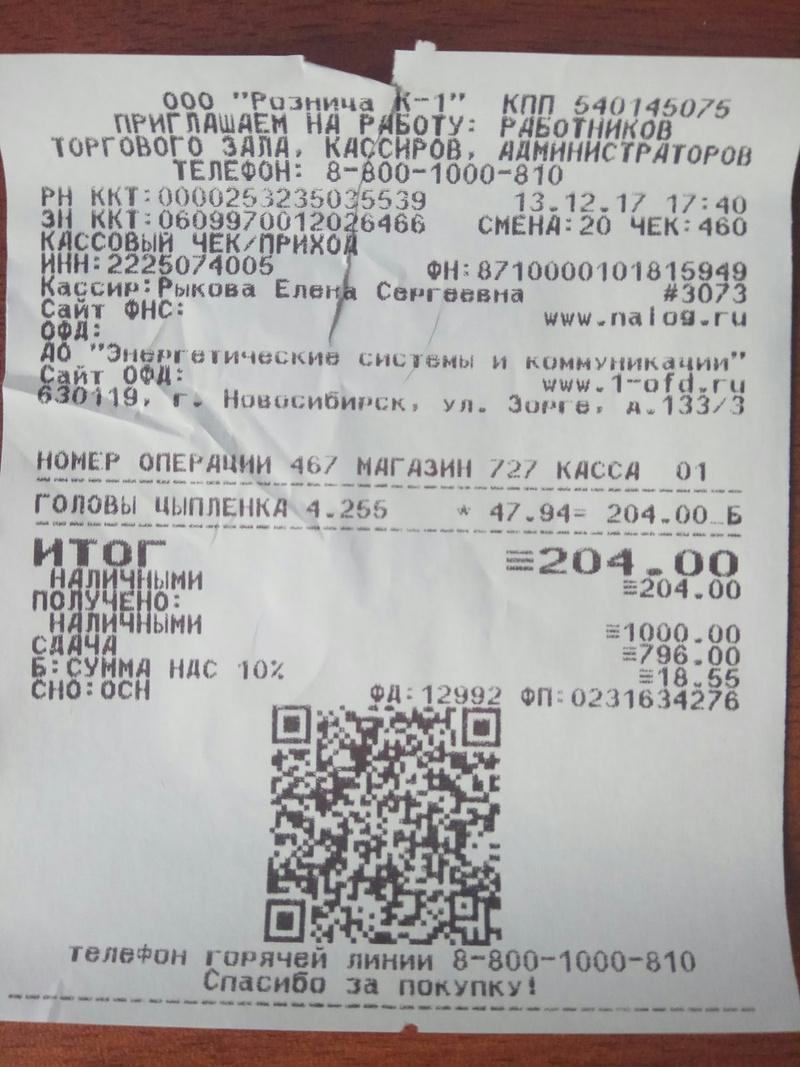 ООО "Рознича К-1" КПП 540145075
ПРИГЛАШАЕМ НА РАБОТУ: РАБОТНИКОВ
ТОРГОВОГО ЗАЛА, КАССИРОВ, АДМИНИСТРАТОРОВ
ТЕЛЕФОН: 8-800-1000-810
РН ККТ:0000253235035539 13.12.17 17:40
ЗН ККТ:0609970012026466 СМЕНА:20 ЧЕК:460
КАССОВЫЙ ЧЕК/ПРИХОД
ИНН:2225074005 ФН:8710000101815949
Кассир:Рыкова Елена Сергеевна #3073
Сайт ФНС: www.nalog.ru
ОФД:
АО "Энергетические системы и коммуникации"
Сайт ОФД: www.1-ofd.ru
630119, г. Новосибирск, ул. Зорге, д.133/3
НОМЕР ОПЕРАЦИИ 467 МАГАЗИН 727 КАССА 01
ГОЛОВЫ ЦЫПЛЕНКА 4.255 * 47.94= 204.00_Б
ИТОГ ≡204.00
НАЛИЧНЫМИ ≡204.00
ПОЛУЧЕНО:
НАЛИЧНЫМИ ≡1000.00
СДАЧА ≡796.00
Б:СУММА НДС 10% ≡18.55
СНО:ОСН ФД:12992 ФП:0231634276
телефон горячей линии 8-800-1000-810
Спасибо за покупку!